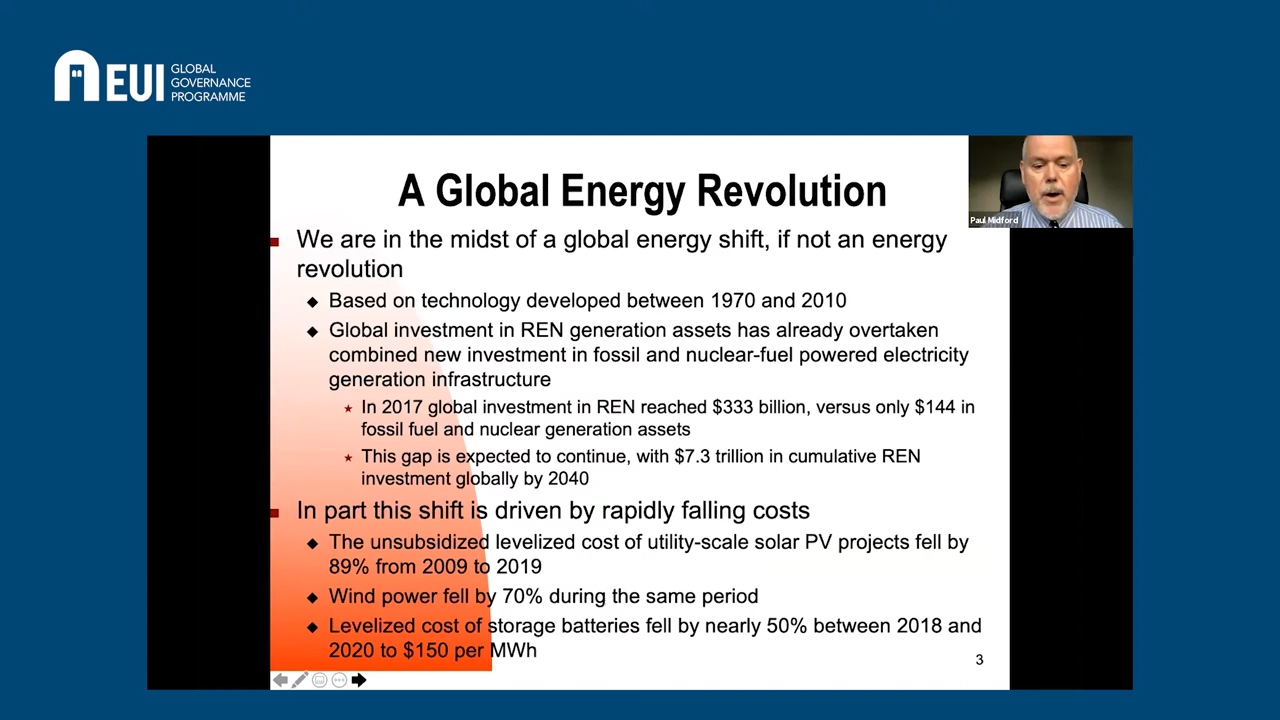 EUI
GLOBAL
GOVERNANCE
PROGRAMME
A Global Energy Revolution
Paul Midford
We are in the midst of a global energy shift, if not an energy
revolution
Based on technology developed between 1970 and 2010
Global investment in REN generation assets has already overtaken
combined new investment in fossil and nuclear-fuel powered electricity
generation infrastructure
In 2017 global investment in REN reached $333 billion, versus only $144 in
fossil fuel and nuclear generation assets
This gap is expected to continue, with $7.3 trillion in cumulative REN
investment globally by 2040
In part this shift is driven by rapidly falling costs
The unsubsidized levelized cost of utility-scale solar PV projects fell by
89% from 2009 to 2019
Wind power fell by 70% during the same period
Levelized cost of storage batteries fell by nearly 50% between 2018 and
2020 to $150 per MWh
3